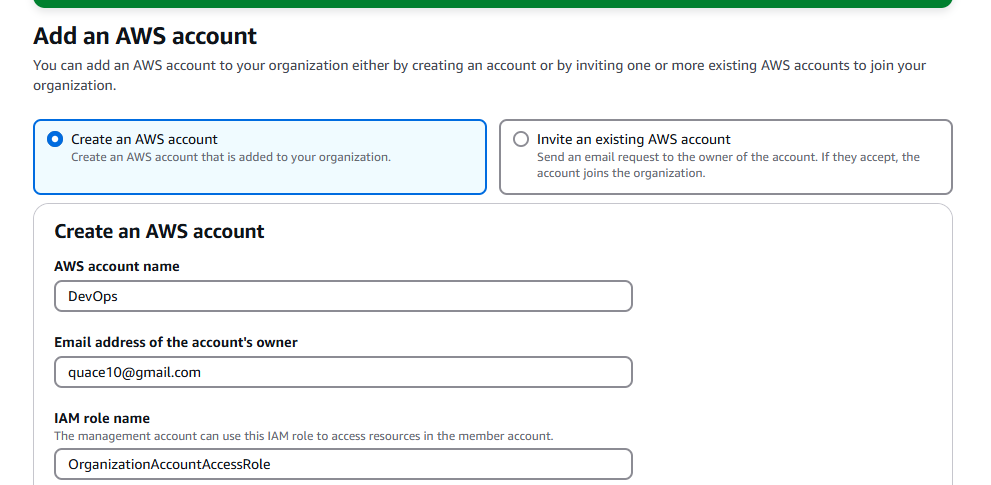 Add an AWS account
You can add an AWS account to your organization either by creating an account or by inviting one or more existing AWS accounts to join your
organization.
Create an AWS account
Create an AWS account that is added to your organization.
Invite an existing AWS account
Send an email request to the owner of the account. If they accept, the
account joins the organization.
Create an AWS account
AWS account name
DevOps
Email address of the account's owner
quace10@gmail.com
IAM role name
The management account can use this IAM role to access resources in the member account.
OrganizationAccountAccessRole